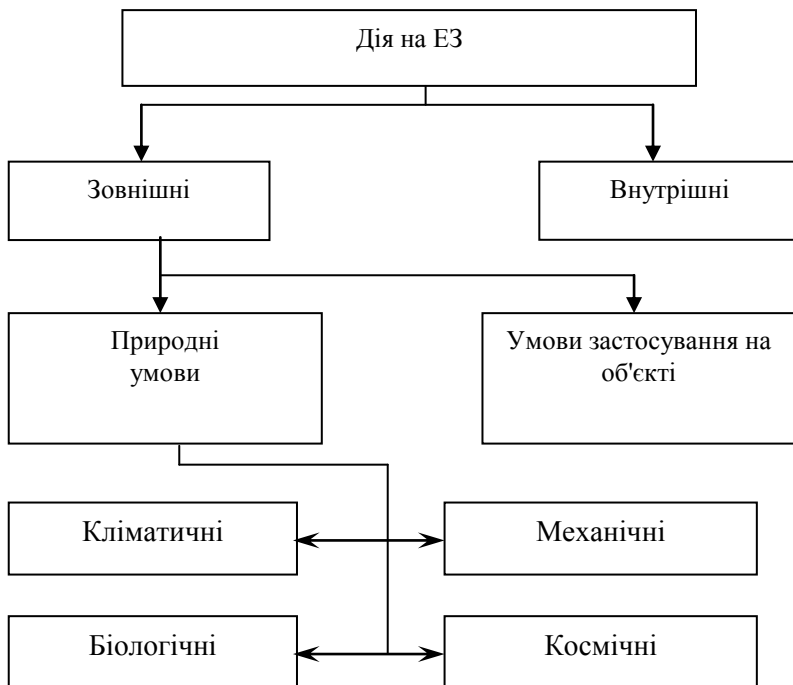 Дія на ЕЗ
Зовнішні
Внутрішні
Природні
умови
Умови застосування на
об'єкті
Кліматичні
Механічні
Біологічні
Космічні